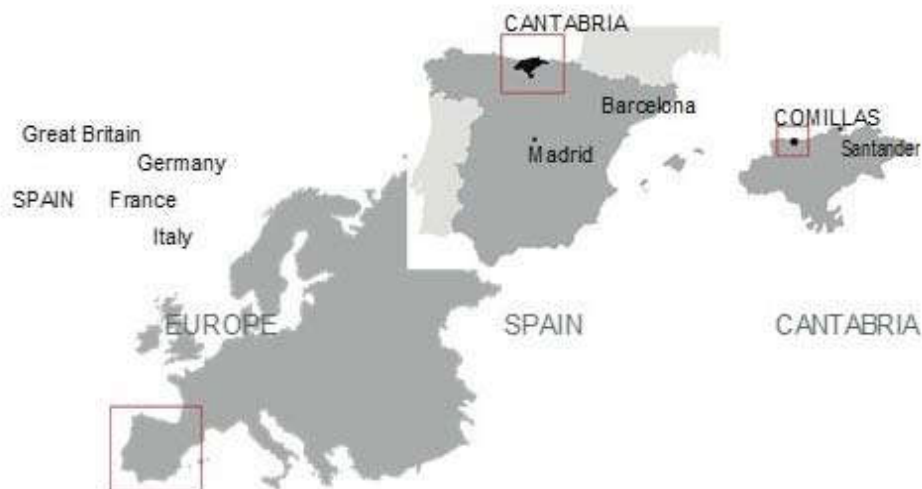 CANTABRIA
Barcelona
COMILLAS
Great Britain
Madrid
Santander
Germany
SPAIN
France
Italy
EUROPE
SPAIN
CANTABRIA